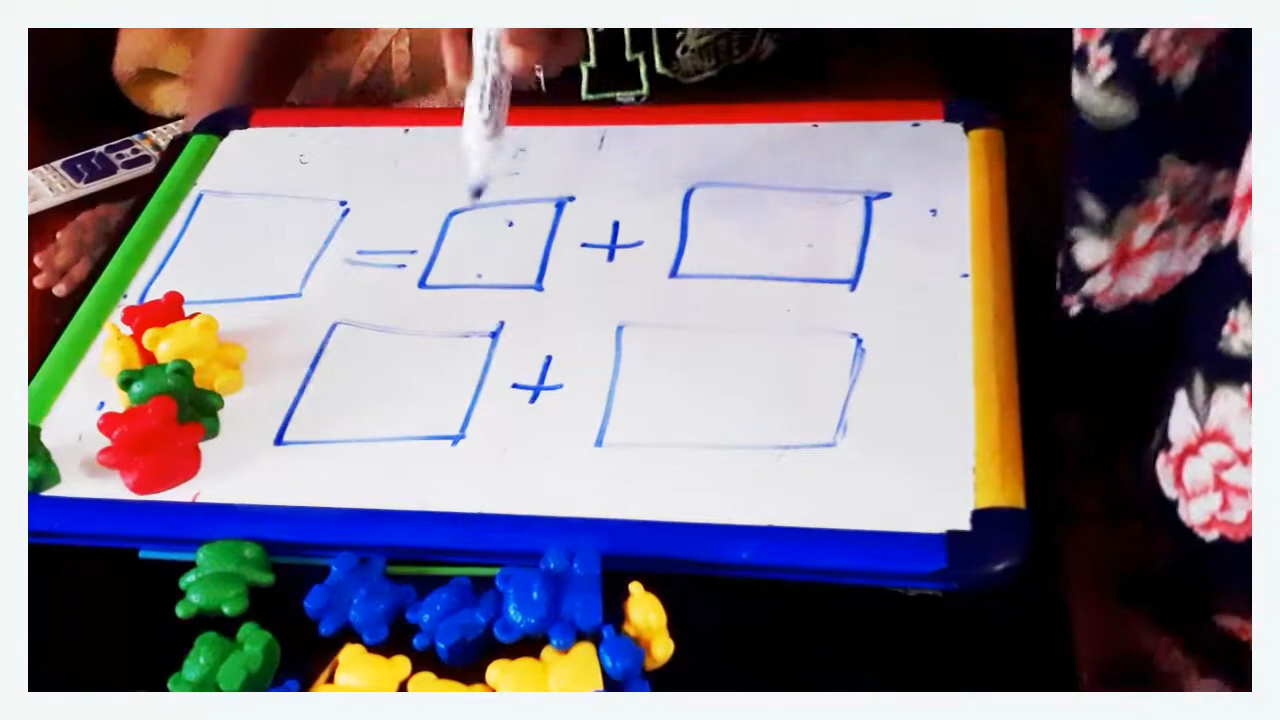 = +
+